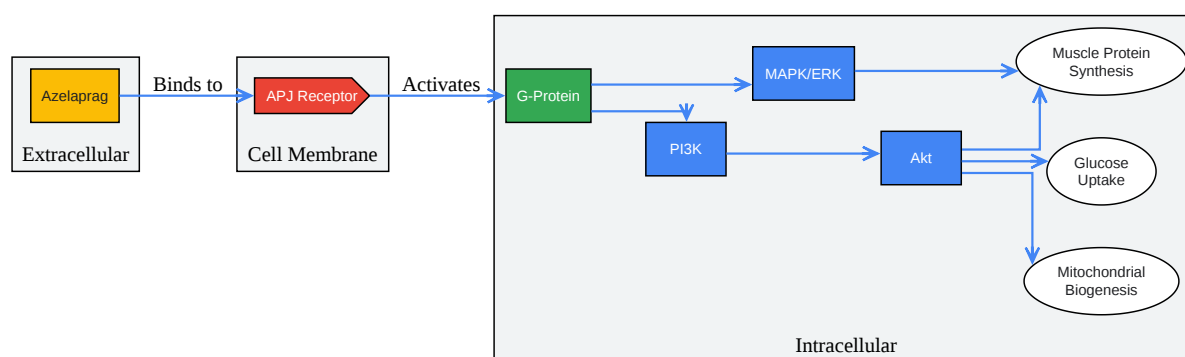 Azelaprag
Extracellular
Binds to
APJ Receptor
Cell Membrane
Activates
G-Protein
MAPK/ERK
PI3K
Akt
Muscle Protein
Synthesis
Glucose
Uptake
Mitochondrial
Biogenesis
Intracellular